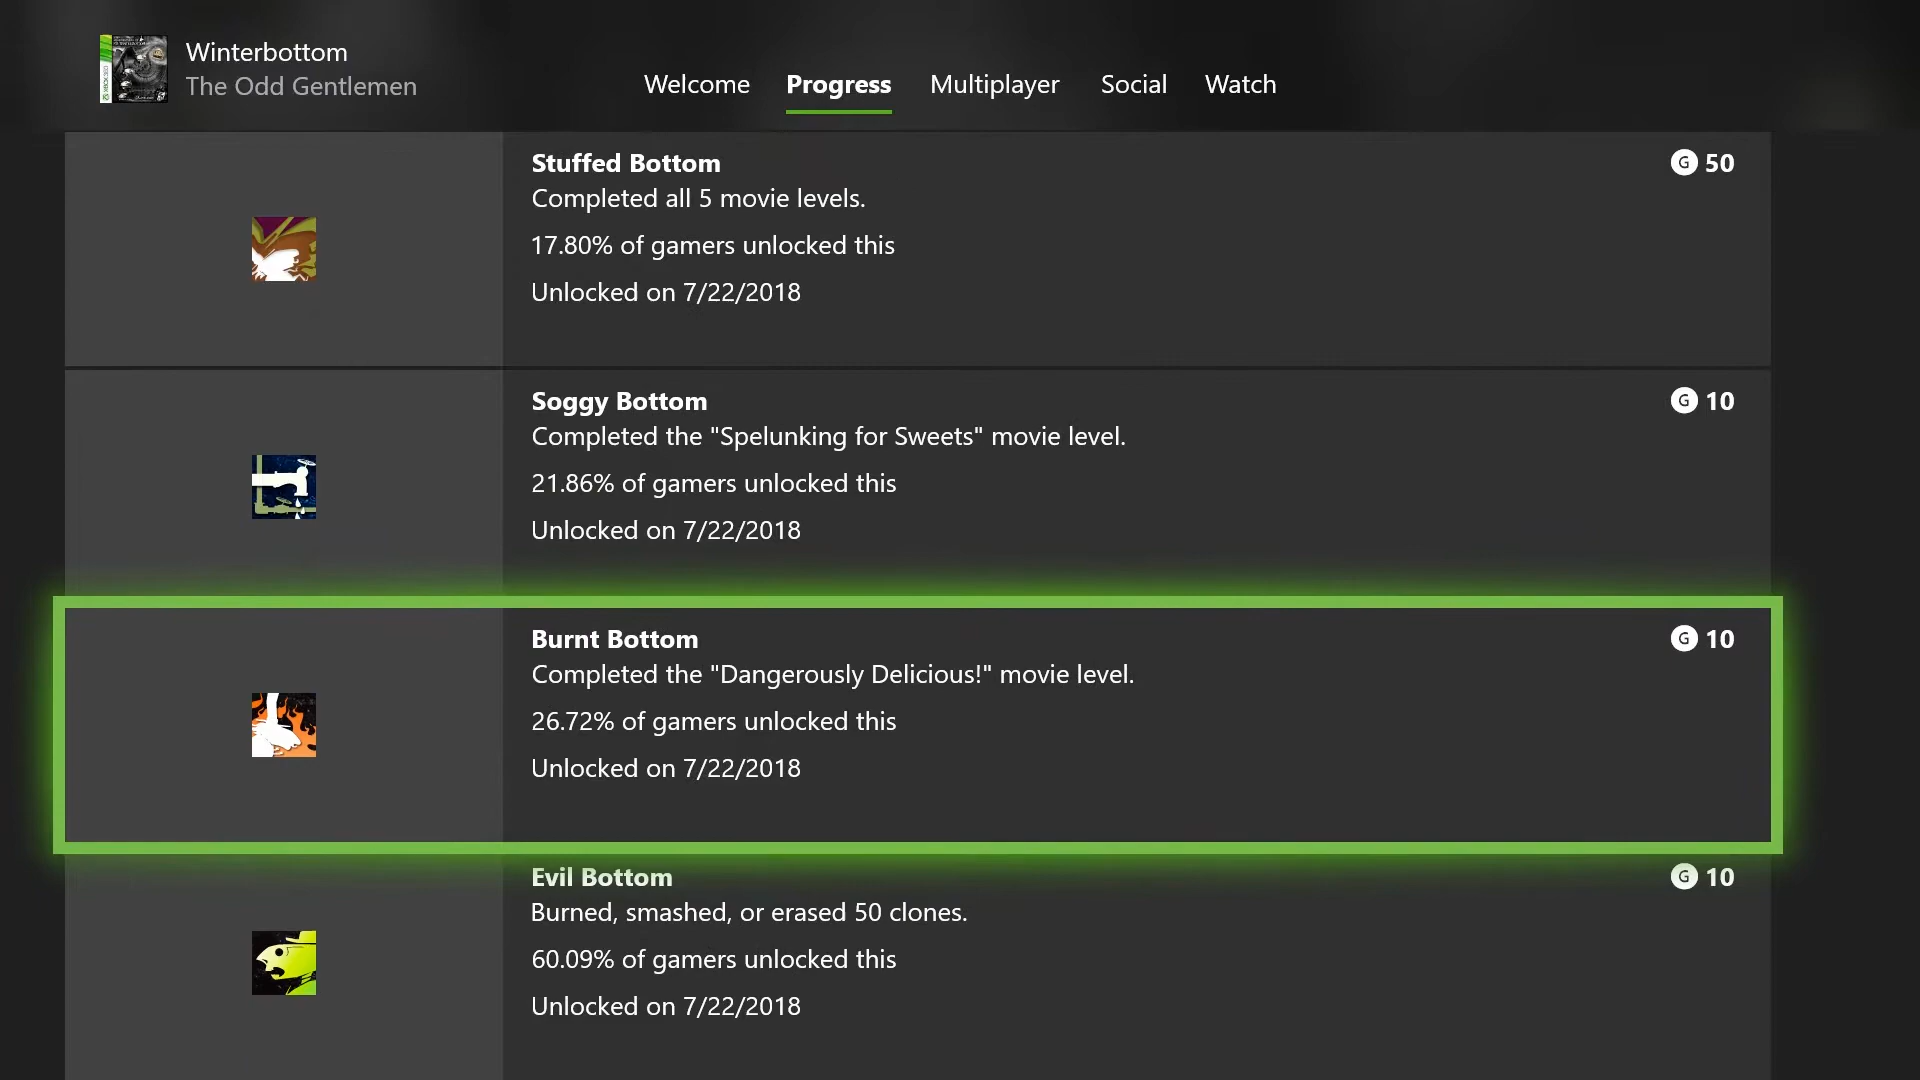 Winterbottom
The Odd Gentlemen
Welcome
Progress
Multiplayer
Social
Watch
Stuffed Bottom
G 50
Completed all 5 movie levels.
17.80% of gamers unlocked this
Unlocked on 7/22/2018
Soggy Bottom
G 10
Completed the "Spelunking for Sweets" movie level.
21.86% of gamers unlocked this
Unlocked on 7/22/2018
Burnt Bottom
G 10
Completed the "Dangerously Delicious!" movie level.
26.72% of gamers unlocked this
Unlocked on 7/22/2018
Evil Bottom
G 10
Burned, smashed, or erased 50 clones.
60.09% of gamers unlocked this
Unlocked on 7/22/2018